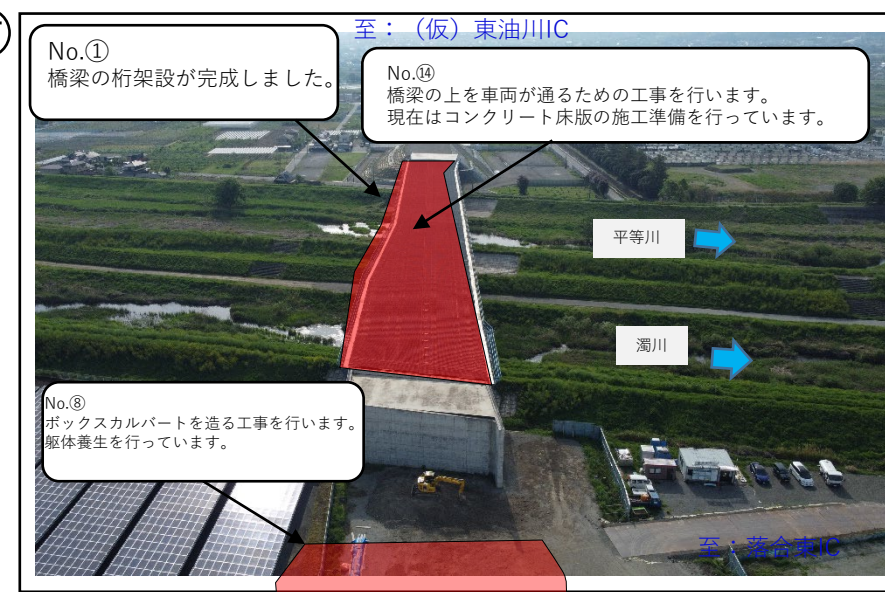 至：（仮）東油川IC
No.①
橋梁の桁架設が完成しました。
No.⑭
橋梁の上を車両が通るための工事を行います。
現在はコンクリート床版の施工準備を行っています。
平等川
濁川
No.⑧
ボックスカルバートを造る工事を行います。
躯体養生を行っています。
至：落合東IC